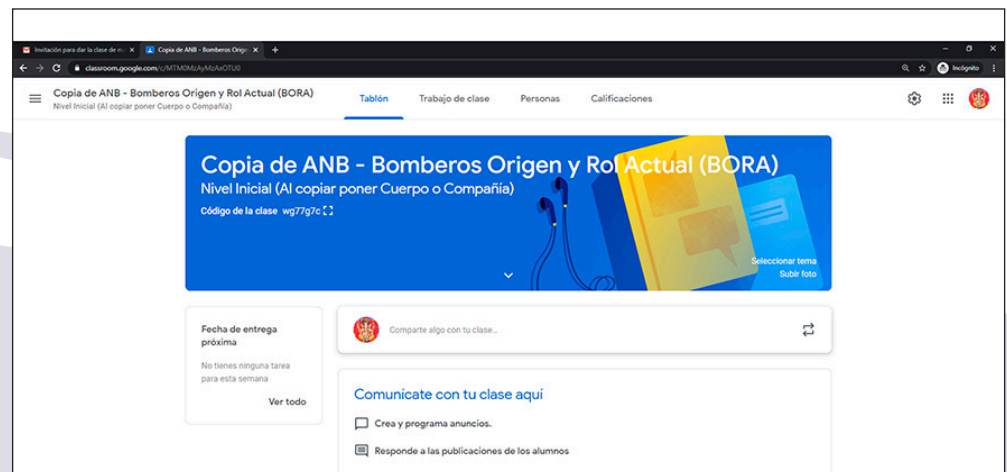 Invitación para dar la clase de m
Copia de ANB - Bomberos Orige
classroom.google.com/c/MTM0MzAyMzAxOTU0
Incógnito
Copia de ANB - Bomberos Origen y Rol Actual (BORA)
Nivel Inicial (Al copiar poner Cuerpo o Compañía)
Tablón
Trabajo de clase
Personas
Calificaciones
Copia de ANB - Bomberos Origen y Rol Actual (BORA)
Nivel Inicial (Al copiar poner Cuerpo o Compañía)
Código de la clase wg77g7c
Seleccionar tema
Subir foto
Fecha de entrega
próxima
No tienes ninguna tarea
para esta semana
Ver todo
Comparte algo con tu clase...
Comunícate con tu clase aquí
Crea y programa anuncios.
Responde a las publicaciones de los alumnos